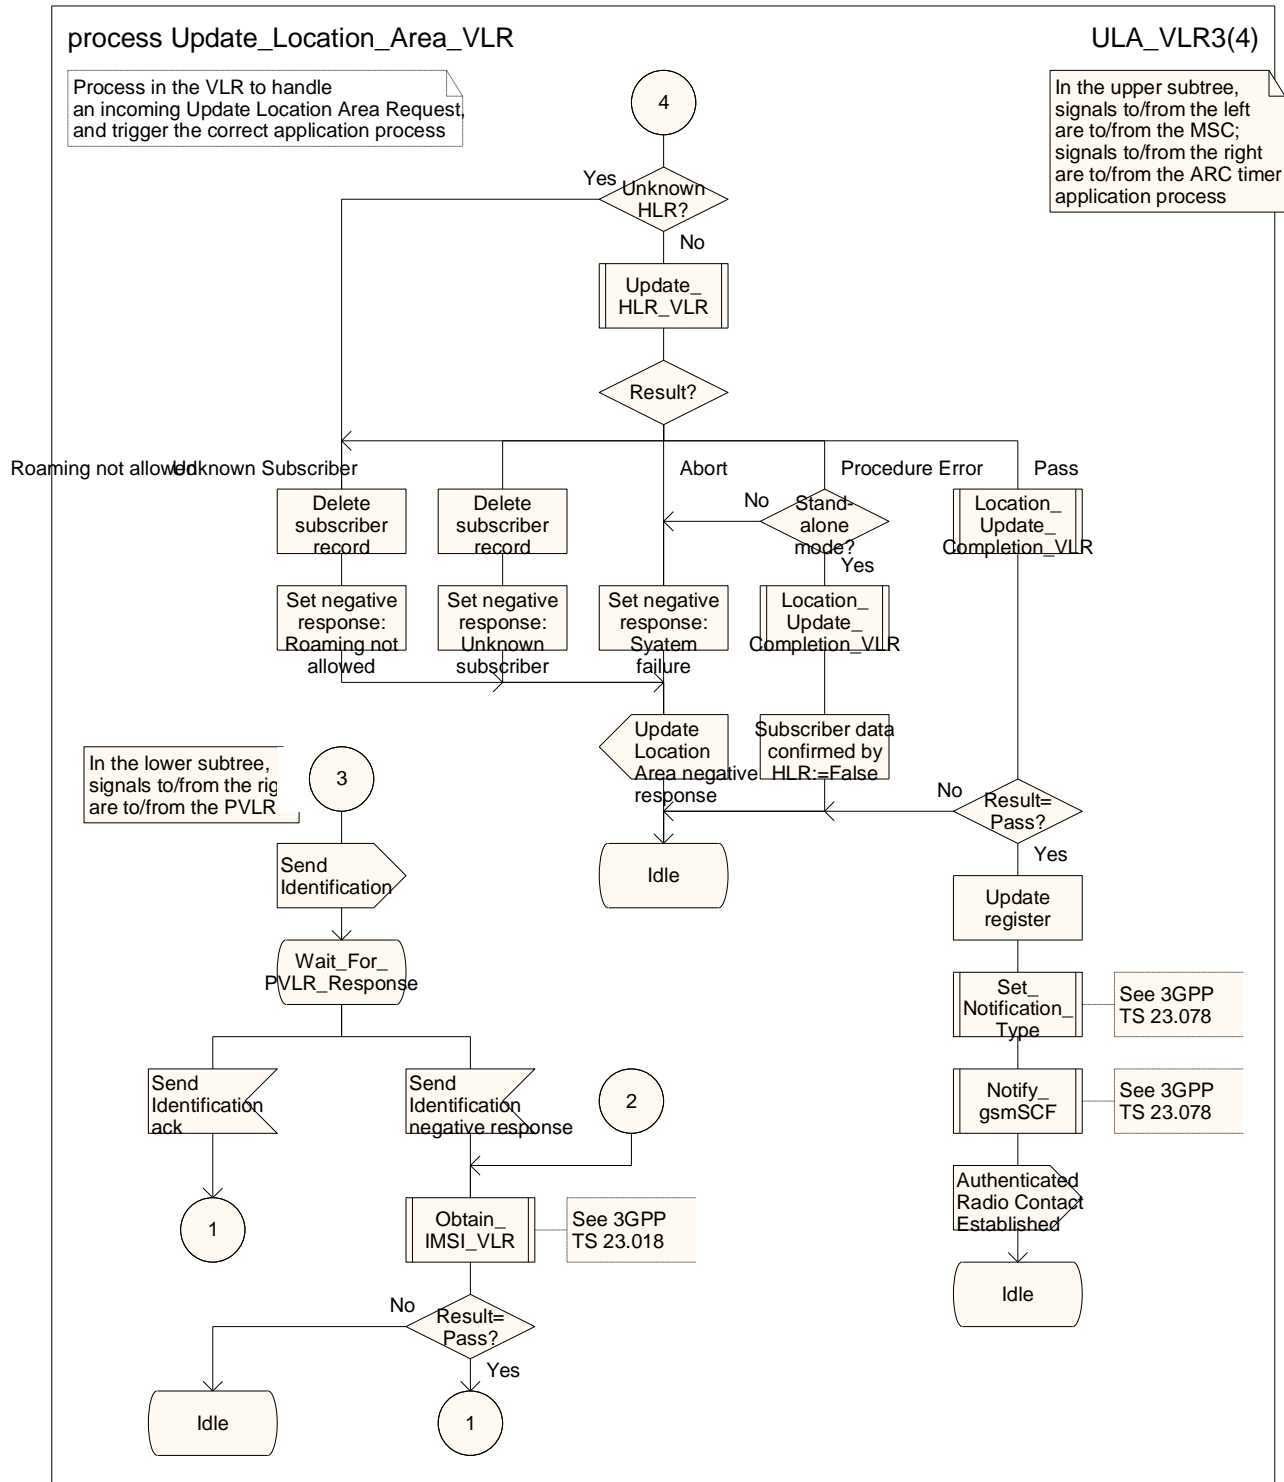 process Update_Location_Area_VLR
ULA_VLR3(4)
Process in the VLR to handle
an incoming Update Location Area Request,
and trigger the correct application process
In the upper subtree,
signals to/from the left
are to/from the MSC;
signals to/from the right
are to/from the ARC timer
application process
4
Yes
Unknown
HLR?
No
Update_
HLR_VLR
Result?
Roaming not allowed
Unknown Subscriber
Abort
Procedure Error
Pass
Delete
subscriber
record
Delete
subscriber
record
No
Stand-
alone
mode?
Yes
Location_
Update_
Completion_VLR
Set negative
response:
Roaming not
allowed
Set negative
response:
Unknown
subscriber
Set negative
response:
System
failure
Location_
Update_
Completion_VLR
Update
Location
Area negative
response
Subscriber data
confirmed by
HLR:=False
In the lower subtree,
signals to/from the rig
are to/from the PVLR
3
No
Result=
Pass?
Yes
Send
Identification
Idle
Update
register
Wait_For_
PVLR_Response
Set_
Notification_
Type
See 3GPP
TS 23.078
Send
Identification
ack
Send
Identification
negative response
2
Notify_
gsmSCF
See 3GPP
TS 23.078
1
Obtain_
IMSI_VLR
See 3GPP
TS 23.018
Authenticated
Radio Contact
Established
Idle
No
Result=
Pass?
Yes
Idle
1